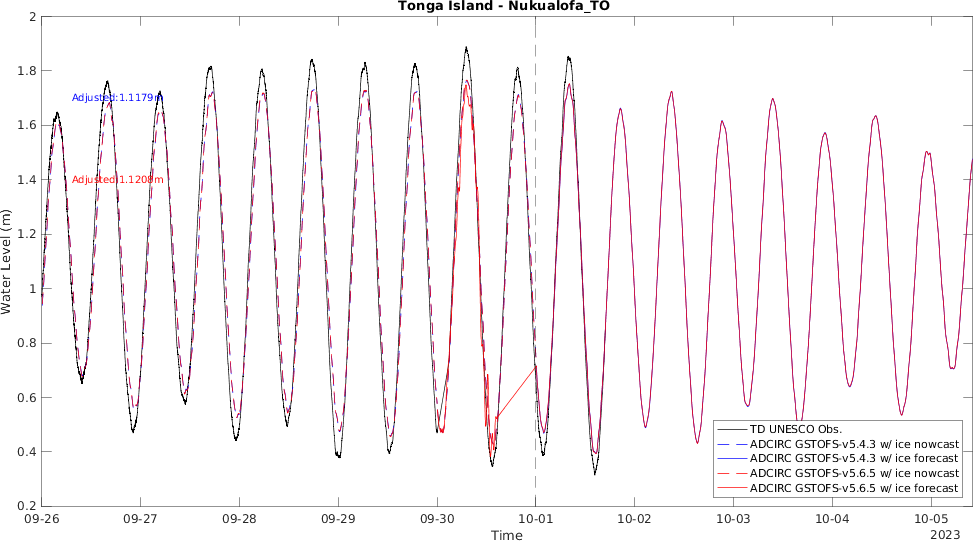 Tonga Island - Nukualofa_TO
2
1.8
1.6
1.4
1.2
1
0.8
0.6
0.4
0.2
Water Level (m)
Adjusted:1.1179m
Adjusted:1.1208m
TD UNESCO Obs.
ADCIRC GSTOFS-v5.4.3 w/ ice nowcast
ADCIRC GSTOFS-v5.4.3 w/ ice forecast
ADCIRC GSTOFS-v5.6.5 w/ ice nowcast
ADCIRC GSTOFS-v5.6.5 w/ ice forecast
09-26 09-27 09-28 09-29 09-30 10-01 10-02 10-03 10-04 10-05
Time
2023